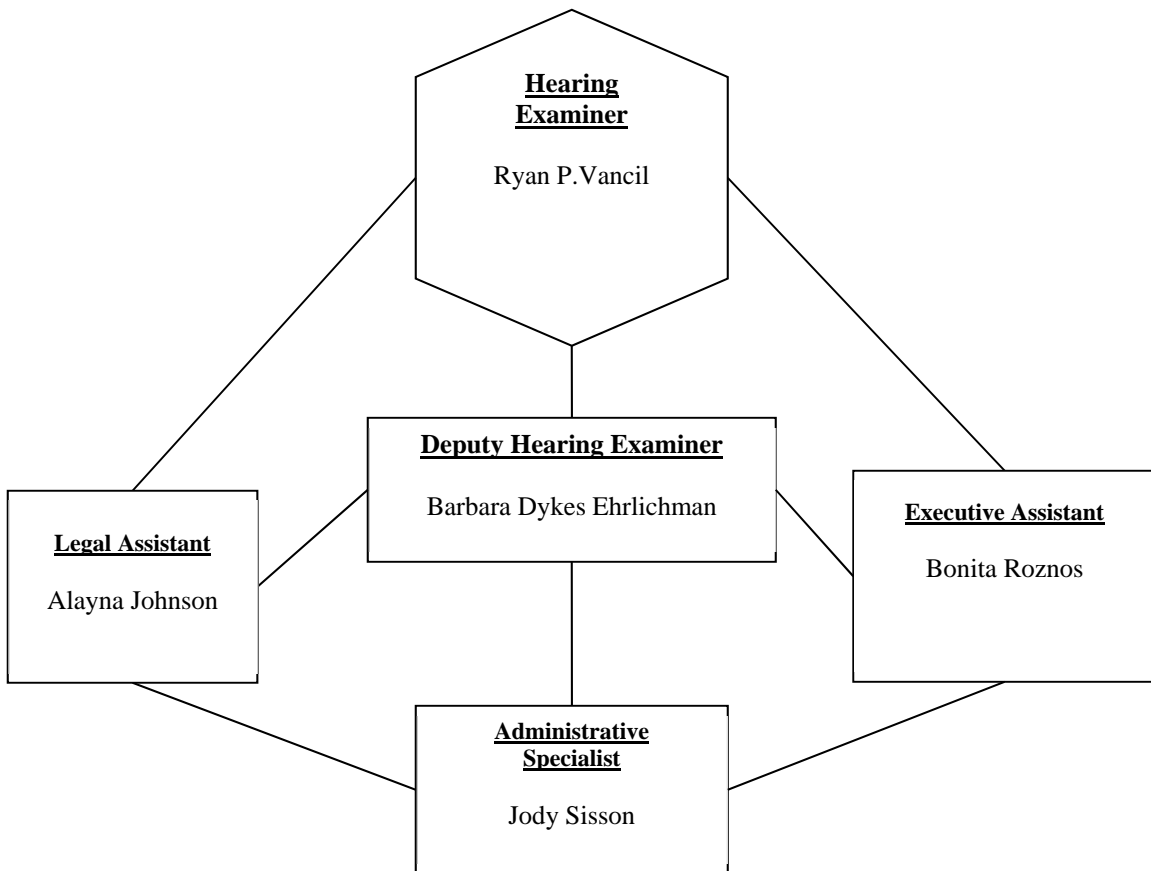 Hearing
Examiner
Ryan P.Vancil
Deputy Hearing Examiner
Barbara Dykes Ehrlichman
Legal Assistant
Alayna Johnson
Executive Assistant
Bonita Roznos
Administrative
Specialist
Jody Sisson